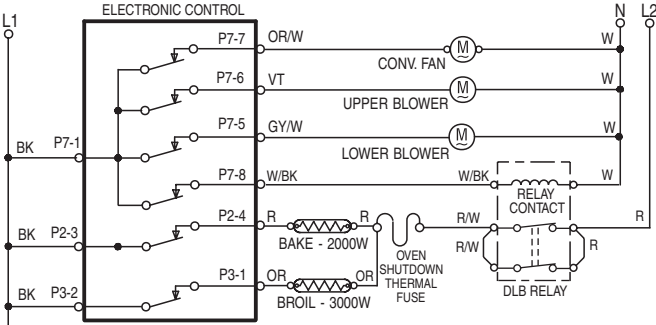 ELECTRONIC CONTROL
L1
N
L2
P7-7
OR/W
W
M
CONV. FAN
P7-6
VT
W
M
UPPER BLOWER
P7-5
GY/W
W
M
LOWER BLOWER
BK
P7-1
P7-8
W/BK
W/BK
W
RELAY
CONTACT
P2-4
R
R
R/W
R
BK
P2-3
BAKE - 2000W
R/W
R
OVEN
SHUTDOWN
THERMAL
FUSE
P3-1
OR
OR
BK
P3-2
BROIL - 3000W
DLB RELAY